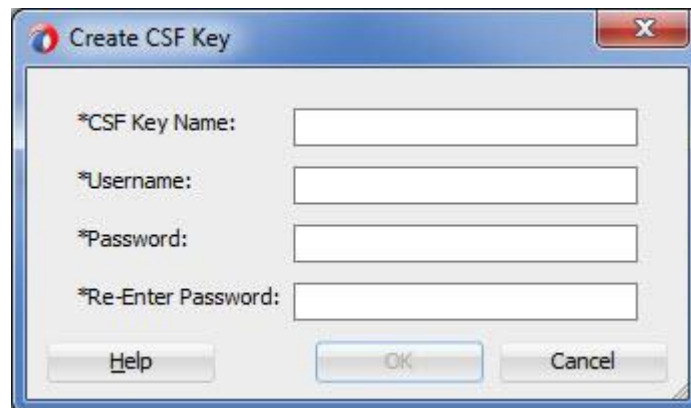 Create CSF Key
*CSF Key Name:
*Username:
*Password:
*Re-Enter Password:
Help OK Cancel